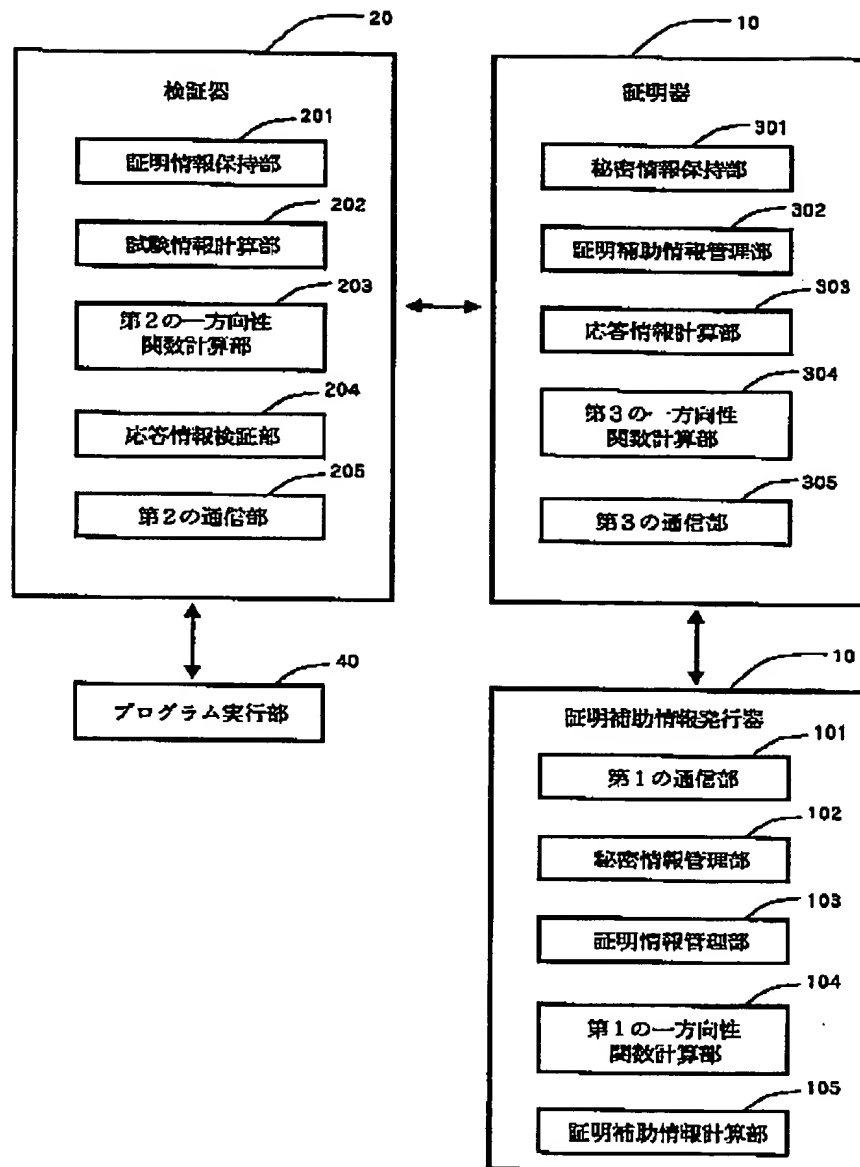 20
検証器
201
証明情報保持部
202
試験情報計算部
203
第2の一方向性
関数計算部
204
応答情報検証部
205
第2の通信部
40
プログラム実行部
10
証明器
301
秘密情報保持部
302
証明補助情報管理部
303
応答情報計算部
304
第3の一方向性
関数計算部
305
第3の通信部
10
証明補助情報発行器
101
第1の通信部
102
秘密情報管理部
103
証明情報管理部
104
第1の一方向性
関数計算部
105
証明補助情報計算部